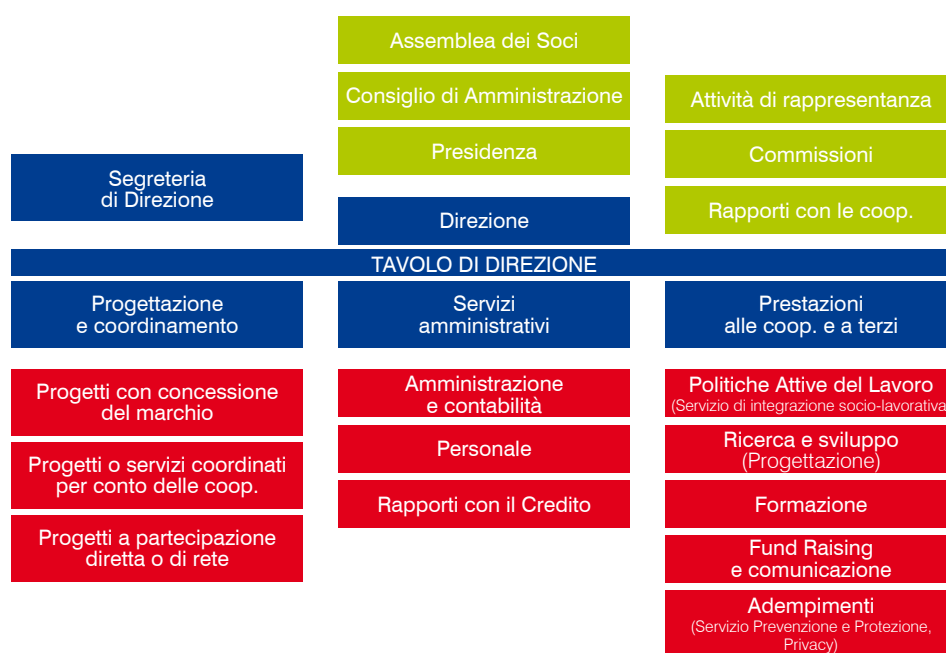 Assemblea dei Soci
Consiglio di Amministrazione
Presidenza
Attività di rappresentanza
Commissioni
Rapporti con le coop.
Segreteria
di Direzione
Direzione
TAVOLO DI DIREZIONE
Progettazione
e coordinamento
Servizi
amministrativi
Prestazioni
alle coop. e a terzi
Progetti con concessione
del marchio
Progetti o servizi coordinati
per conto delle coop.
Progetti a partecipazione
diretta o di rete
Amministrazione
e contabilità
Personale
Rapporti con il Credito
Politiche Attive del Lavoro
(Servizio di integrazione socio-lavorativa
Ricerca e sviluppo
(Progettazione)
Formazione
Fund Raising
e comunicazione
Adempimenti
(Servizio Prevenzione e Protezione,
Privacy)